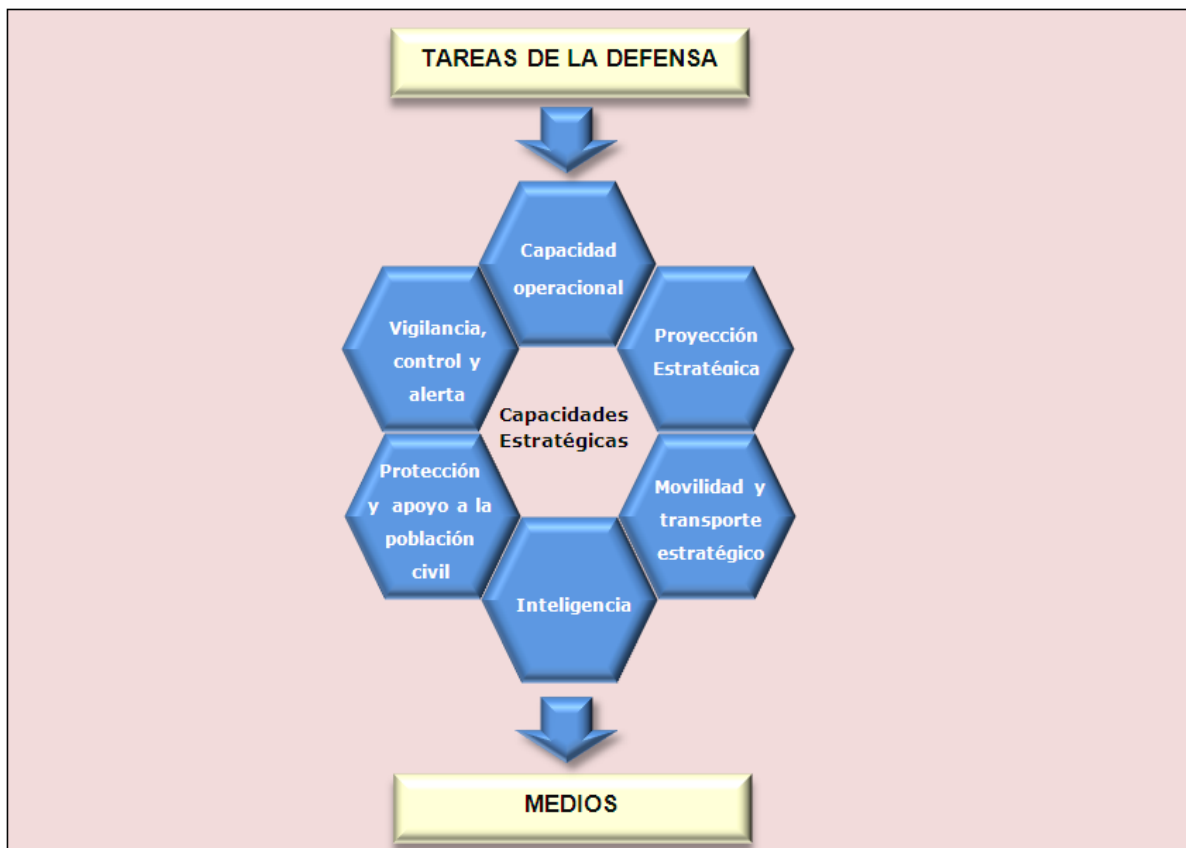 TAREAS DE LA DEFENSA
Capacidad
operacional
Vigilancia,
control y
alerta
Proyección
Estratégica
Capacidades
Estratégicas
Protección
y apoyo a la
población
civil
Movilidad y
transporte
estratégico
Inteligencia
MEDIOS